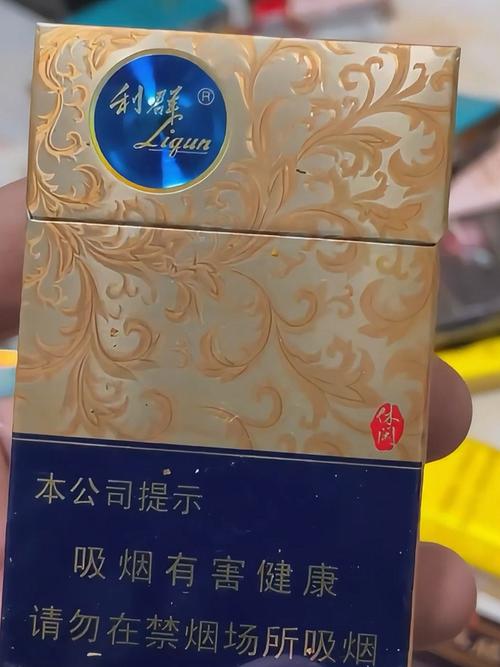 利群®
Liqun
休闲
本公司提示
吸烟有害健康
请勿在禁烟场所吸烟